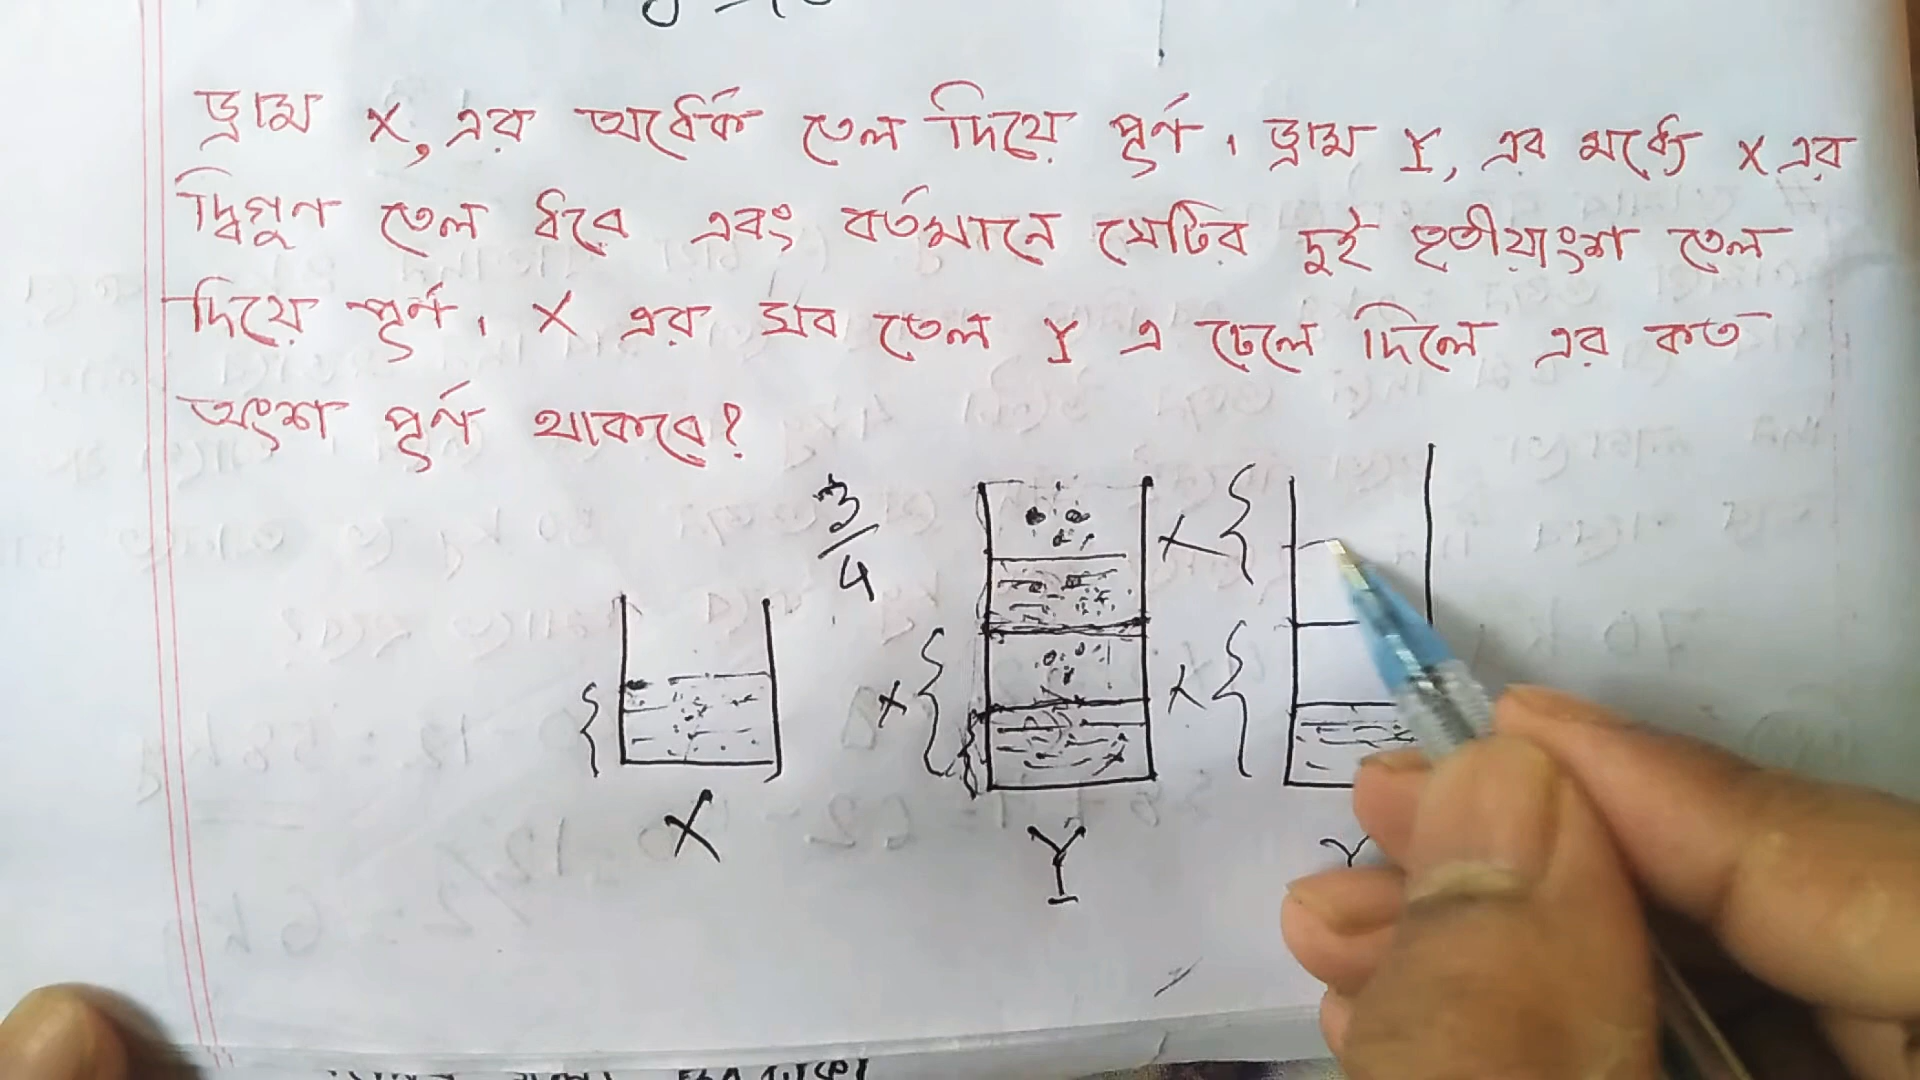 ড্রাম X, এর অর্ধেক তেল দিয়ে পূর্ণ। ড্রাম Y, এর মধ্যে X এর
দ্বিগুণ তেল ধরে এবং বর্তমানে সেটির দুই তৃতীয়াংশ তেল
দিয়ে পূর্ণ। X এর সব তেল Y এ ঢেলে দিলে এর কত
অংশ পূর্ণ থাকবে?
3
4
X
X
X
X
X
Y
Y